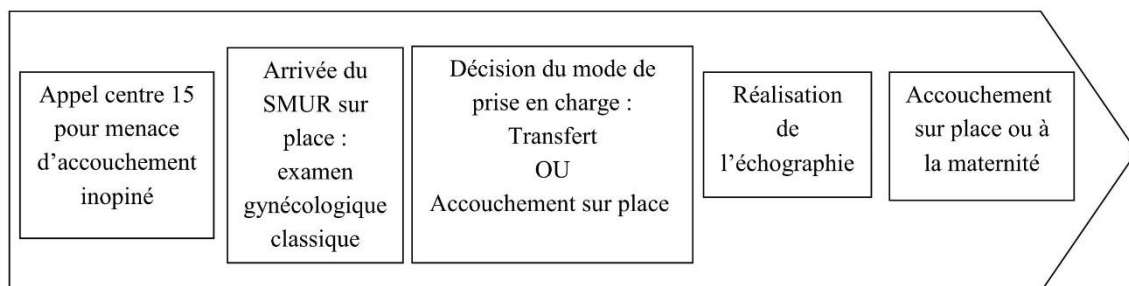 Appel centre 15
pour menace
d’accouchement
inopiné
Arrivée du
SMUR sur
place :
examen
gynécologique
classique
Décision du mode de
prise en charge :
Transfert
OU
Accouchement sur place
Réalisation
de
l’échographie
Accouchement
sur place ou à
la maternité